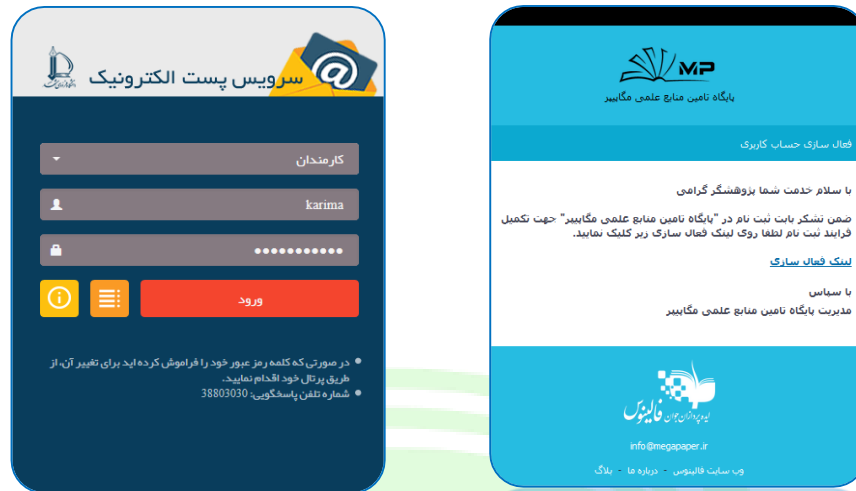 سرویس پست الکترونیک
کارمندان
karima
•••••••••••
ورود
در صورتی که کلمه رمز عبور خود را فراموش کرده اید برای تغییر آن، از
طریق پرتال خود اقدام نمایید.
شماره تلفن پاسخگویی: 38803030
MP
پایگاه تامین منابع علمی مگاپیپر
فعال سازی حساب کاربری
با سلام خدمت شما پژوهشگر گرامی
ضمن تشکر بابت ثبت نام در "پایگاه تامین منابع علمی مگاپیپر" جهت تکمیل
فرایند ثبت نام لطفا روی لینک فعال سازی زیر کلیک نمایید.
لینک فعال سازی
با سپاس
مدیریت پایگاه تامین منابع علمی مگاپیپر
ایده پردازان جوان فالینوس
info@megapaper.ir
وب سایت فالینوس - درباره ما - بلاگ